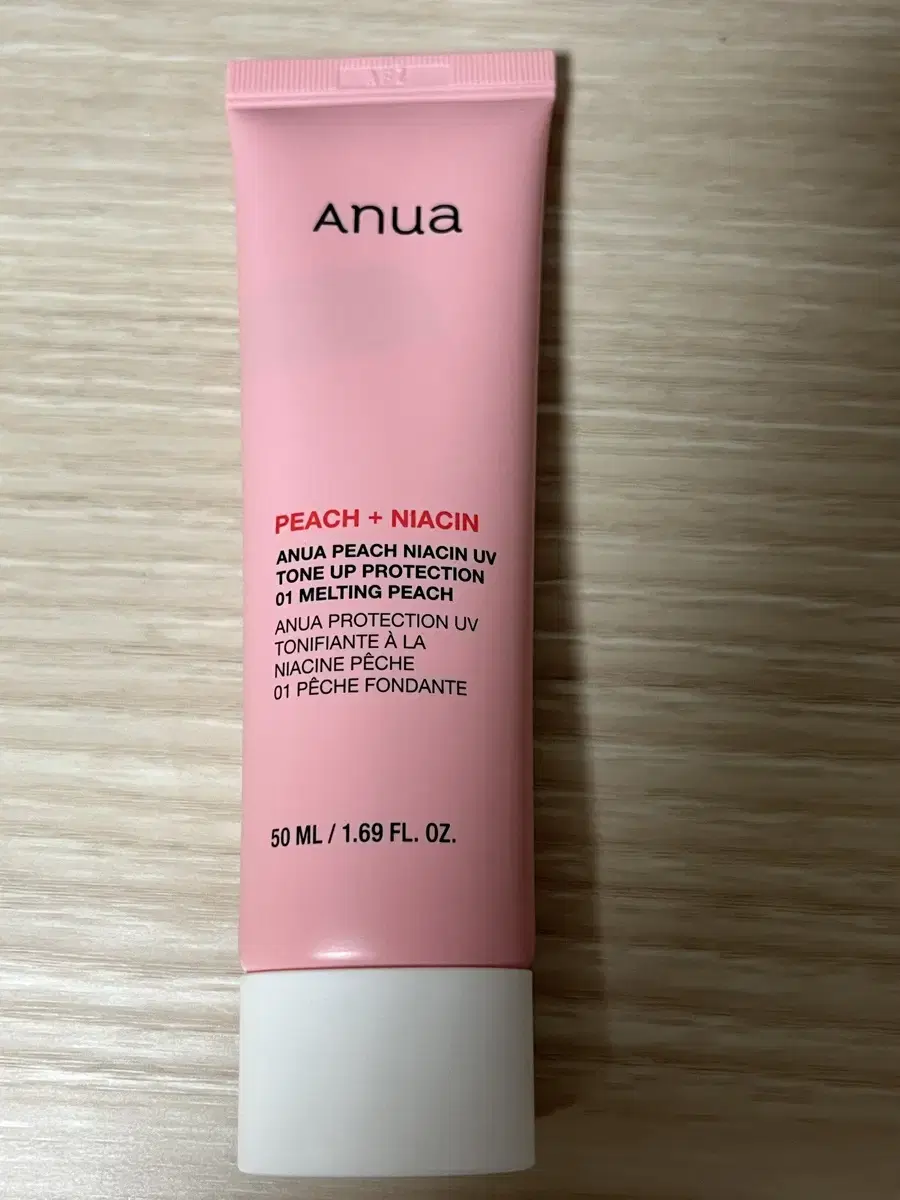 Anua
PEACH + NIACIN
ANUA PEACH NIACIN UV
TONE UP PROTECTION
01 MELTING PEACH
ANUA PROTECTION UV
TONIFIANTE À LA
NIACINE PÊCHE
01 PÊCHE FONDANTE
50 ML / 1.69 FL. OZ.